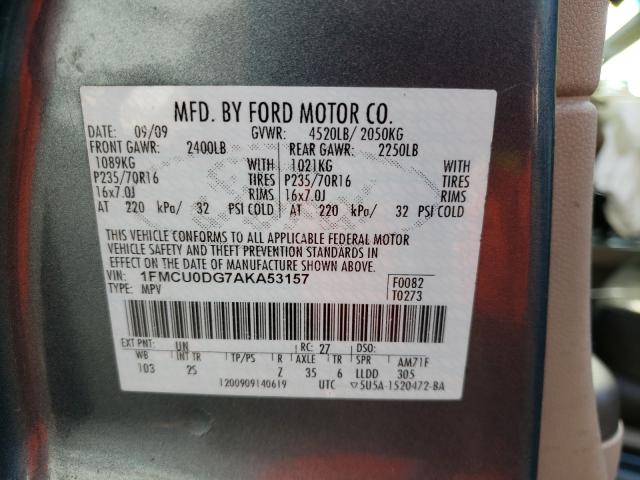 MFD. BY FORD MOTOR CO.
DATE: 09/09 GVWR: 4520LB/ 2050KG
FRONT GAWR: 2400LB REAR GAWR: 2250LB
1089KG WITH 1021KG WITH
P235/70R16 TIRES P235/70R16 TIRES
16x7.0J RIMS 16x7.0J RIMS
AT 220 kPa/ 32 PSI COLD AT 220 kPa/ 32 PSI COLD
THIS VEHICLE CONFORMS TO ALL APPLICABLE FEDERAL MOTOR
VEHICLE SAFETY AND THEFT PREVENTION STANDARDS IN
EFFECT ON THE DATE OF MANUFACTURE SHOWN ABOVE.
VIN: 1FMCU0DG7AKA53157 F0082
TYPE: MPV T0273
EXT PNT: UN RC: 27 DSO:
WB INT TR TP/PS R AXLE TR SPR AM71F
103 2S Z 35 6 LLDD 305
1200909140619 UTC 5U5A-1520472-BA